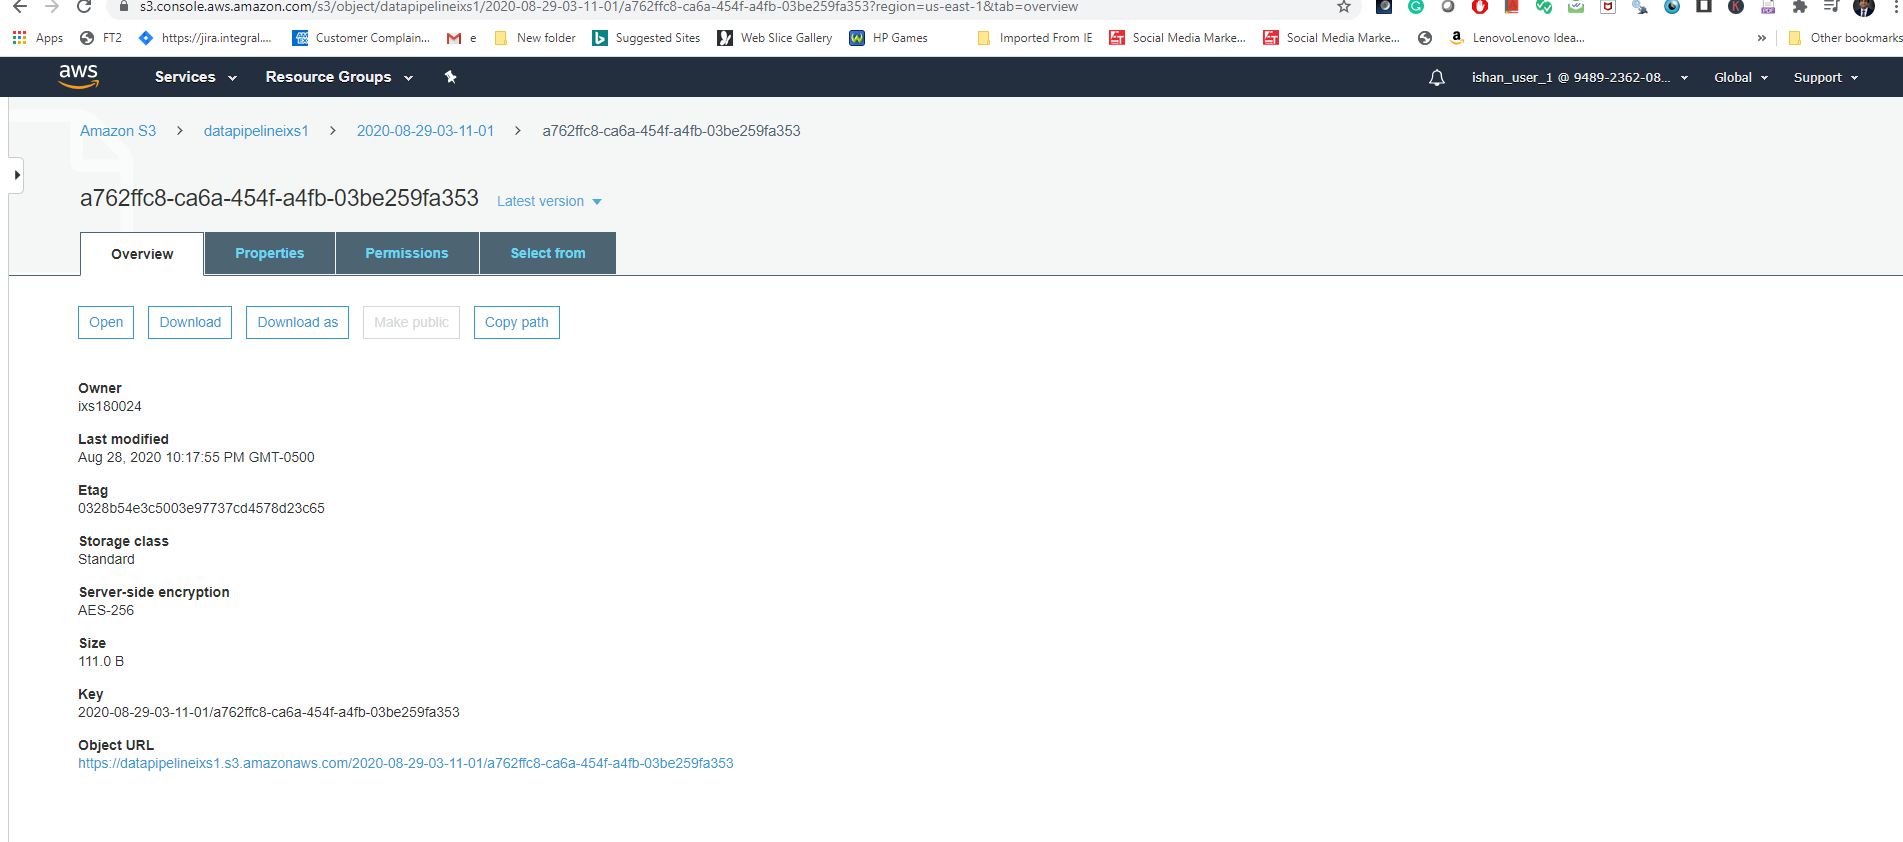 s3.console.aws.amazon.com/s3/object/datapipelineixs1/2020-08-29-03-11-01/a762ffc8-ca6a-454f-a4fb-03be259fa353?region=us-east-1&tab=overview
Apps FT2 https://jira.integral.... Customer Complain... e New folder Suggested Sites Web Slice Gallery HP Games Imported From IE Social Media Marke... Social Media Marke... LenovoLenovo Idea... » Other bookmarks
aws Services Resource Groups ishan_user_1 @ 9489-2362-08... Global Support
Amazon S3 > datapipelineixs1 > 2020-08-29-03-11-01 > a762ffc8-ca6a-454f-a4fb-03be259fa353
a762ffc8-ca6a-454f-a4fb-03be259fa353 Latest version
Overview Properties Permissions Select from
Open Download Download as Make public Copy path
Owner
ixs180024
Last modified
Aug 28, 2020 10:17:55 PM GMT-0500
Etag
0328b54e3c5003e97737cd4578d23c65
Storage class
Standard
Server-side encryption
AES-256
Size
111.0 B
Key
2020-08-29-03-11-01/a762ffc8-ca6a-454f-a4fb-03be259fa353
Object URL
https://datapipelineixs1.s3.amazonaws.com/2020-08-29-03-11-01/a762ffc8-ca6a-454f-a4fb-03be259fa353